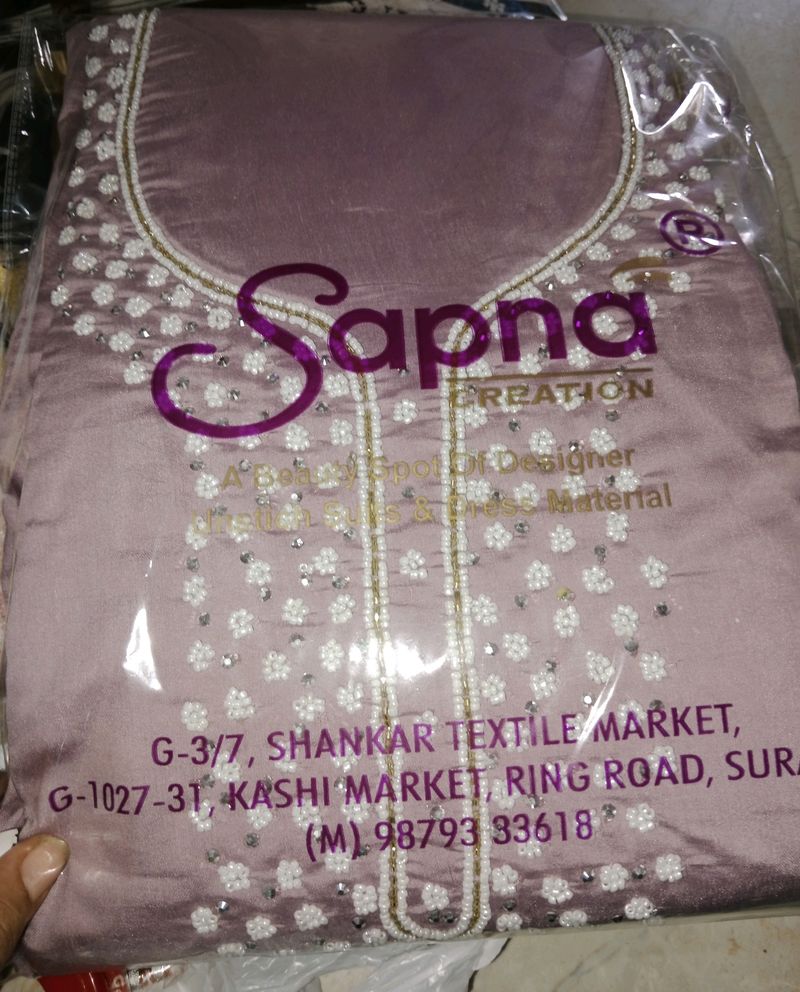 Sapna ®
CREATION
A Beauty Spot Of Designer
Unstich Suits & Dress Material
G-3/7, SHANKAR TEXTILE MARKET,
G-1027-31, KASHI MARKET, RING ROAD, SURA
(M) 98793 33618